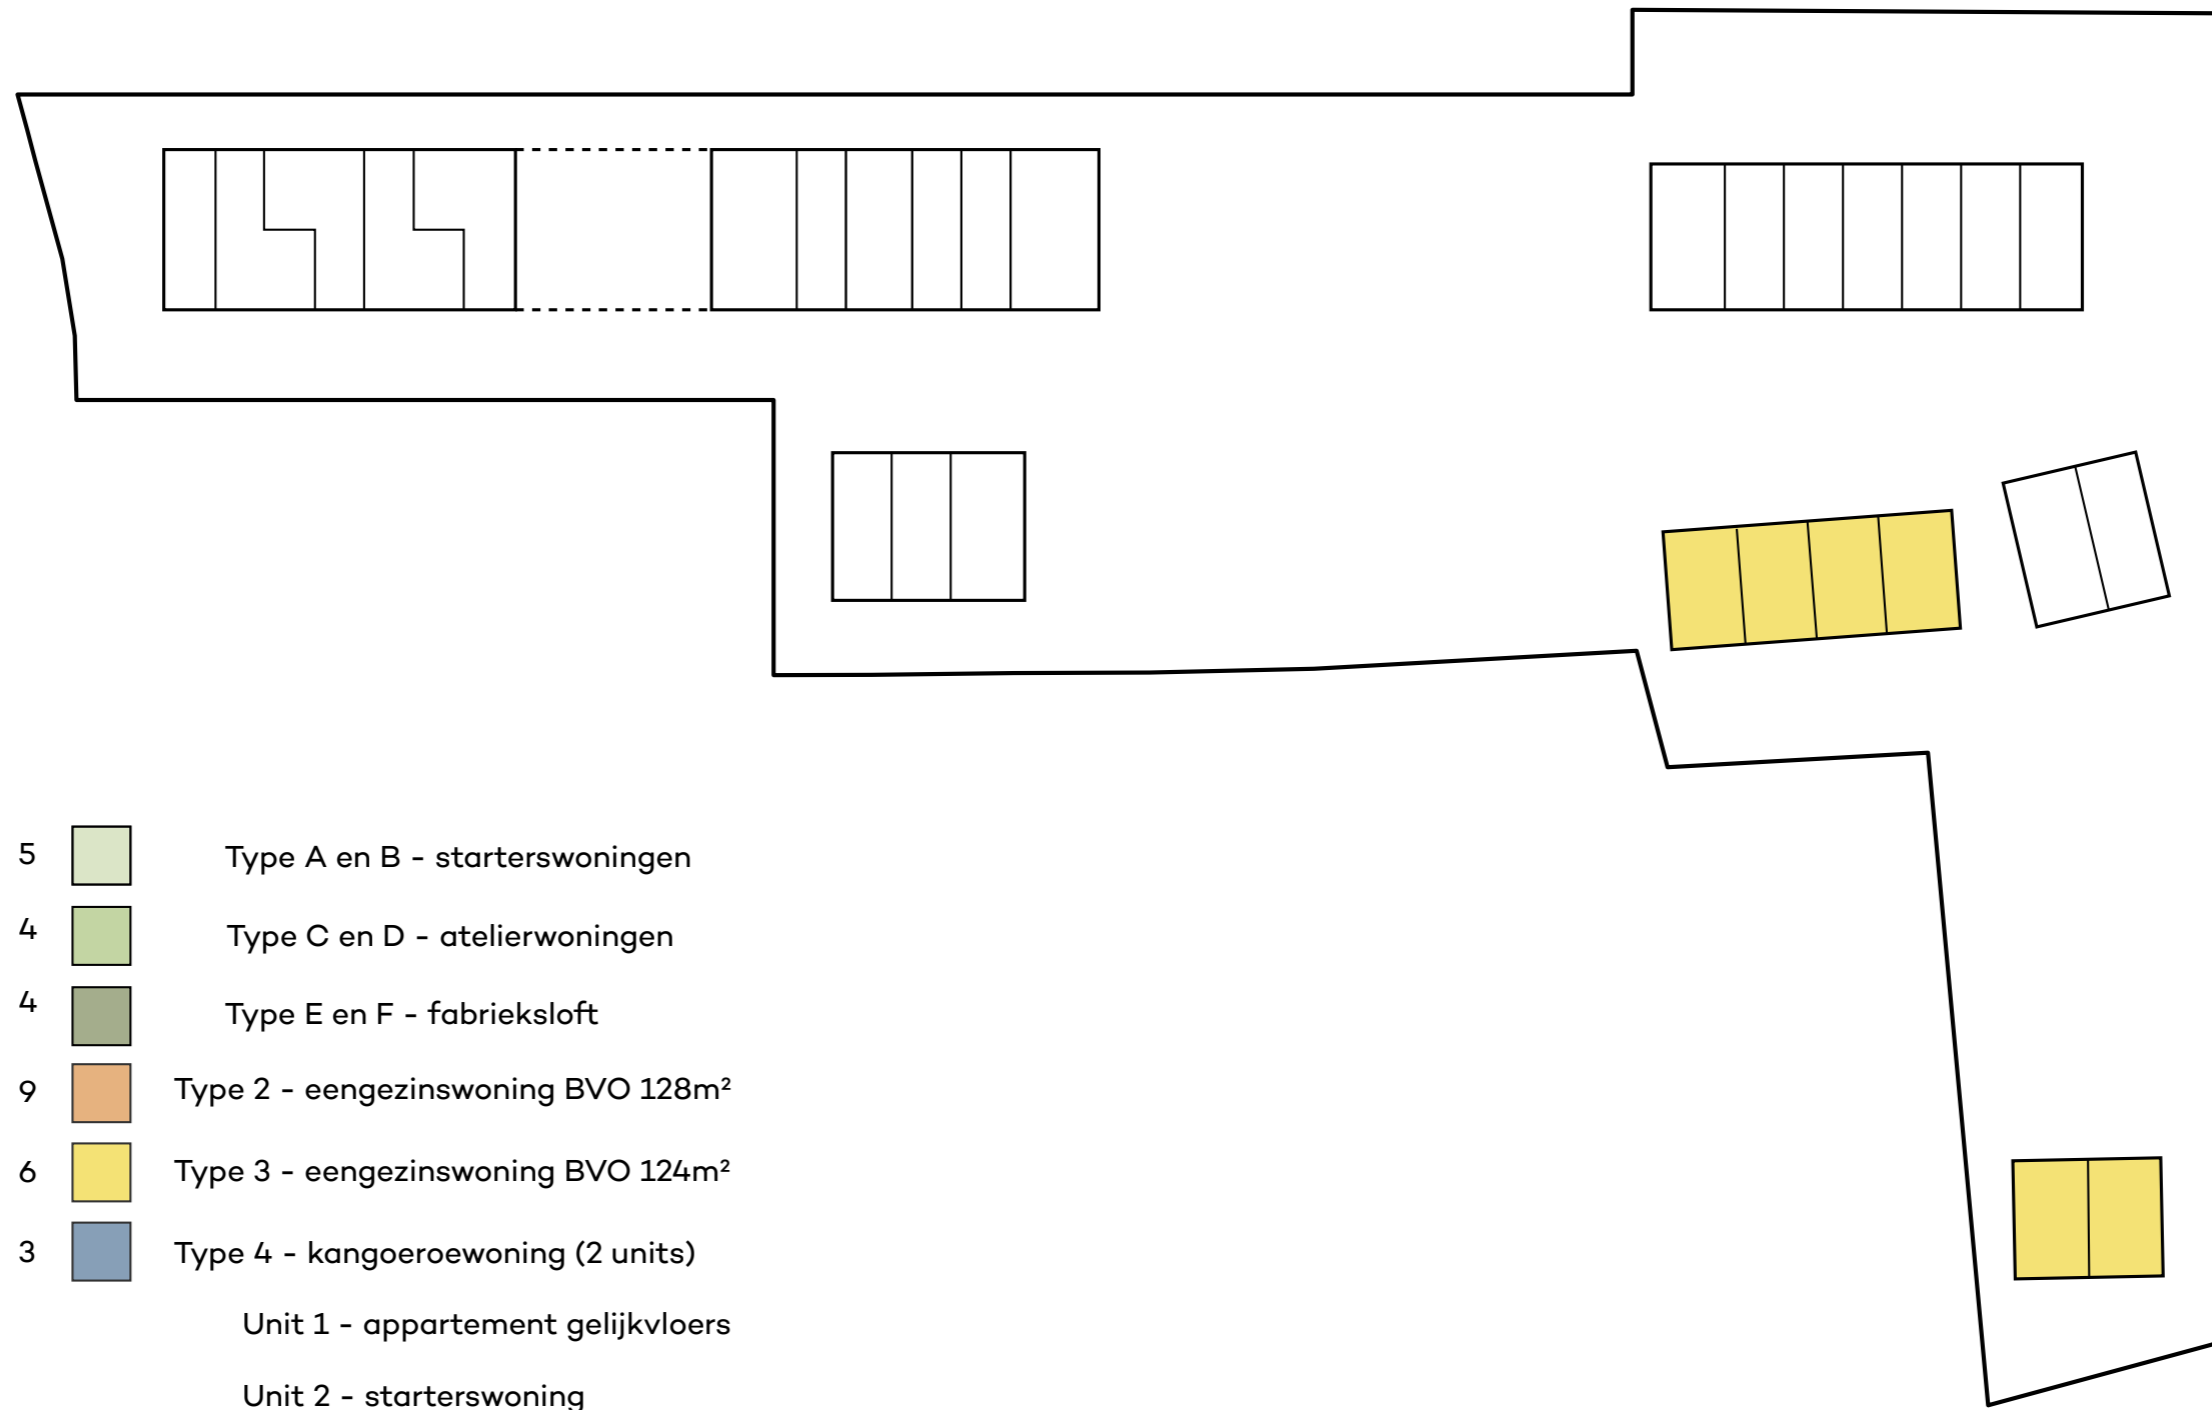 5 Type A en B - starterswoningen
4 Type C en D - atelierwoningen
4 Type E en F - fabrieksloft
9 Type 2 - eengezinswoning BVO 128m²
6 Type 3 - eengezinswoning BVO 124m²
3 Type 4 - kangoeroewoning (2 units)
Unit 1 - appartement gelijkvloers
Unit 2 - starterswoning